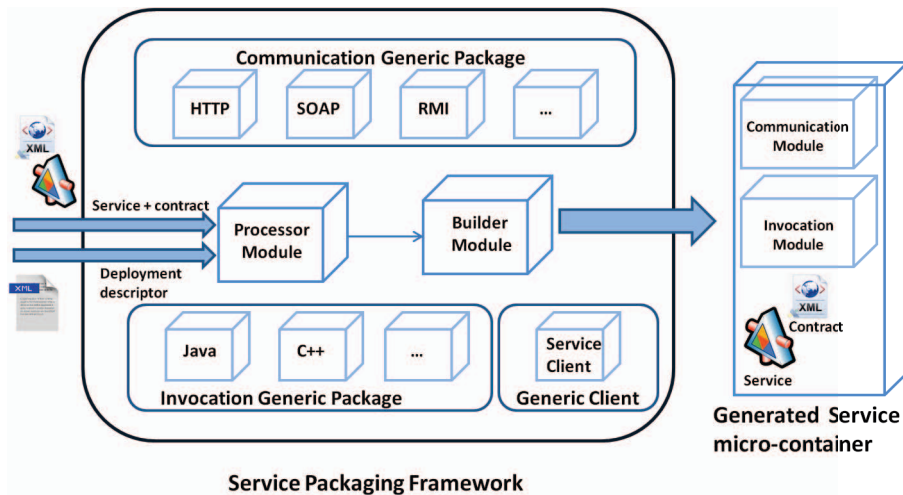 Communication Generic Package
HTTP
SOAP
RMI
...
XML
Service + contract
Deployment
descriptor
XML
Processor
Module
Builder
Module
Java
C++
...
Invocation Generic Package
Service
Client
Generic Client
Service Packaging Framework
Communication
Module
Invocation
Module
XML
Contract
Service
Generated Service
micro-container